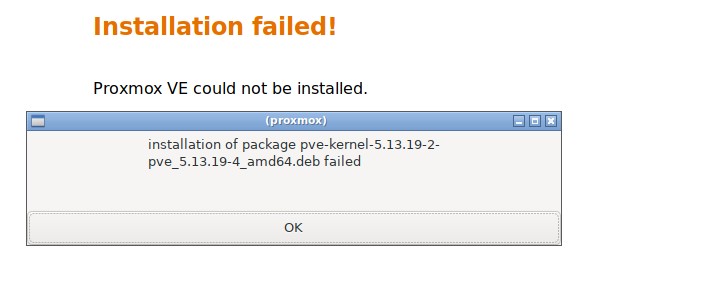 Installation failed!
Proxmox VE could not be installed.
(proxmox)
installation of package pve-kernel-5.13.19-2-
pve_5.13.19-4_amd64.deb failed
OK